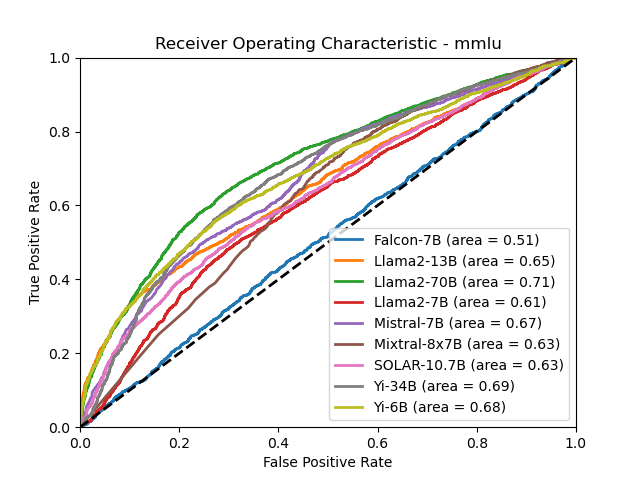 Receiver Operating Characteristic - mmlu
1.0
0.8
0.6
0.4
0.2
0.0
True Positive Rate
Falcon-7B (area = 0.51)
Llama2-13B (area = 0.65)
Llama2-70B (area = 0.71)
Llama2-7B (area = 0.61)
Mistral-7B (area = 0.67)
Mixtral-8x7B (area = 0.63)
SOLAR-10.7B (area = 0.63)
Yi-34B (area = 0.69)
Yi-6B (area = 0.68)
0.0 0.2 0.4 0.6 0.8 1.0
False Positive Rate